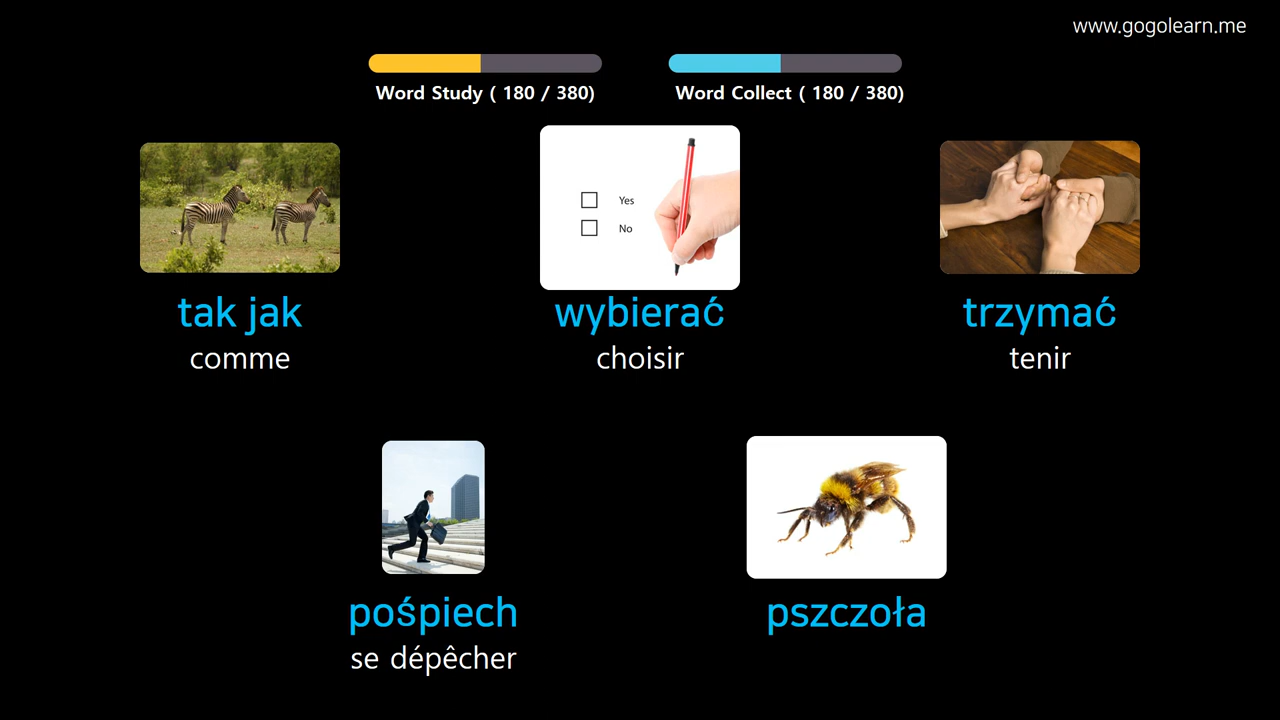 www.gogolearn.me
Word Study ( 180 / 380)
Word Collect ( 180 / 380)
Yes
No
tak jak
comme
wybierać
choisir
trzymać
tenir
pośpiech
se dépêcher
pszczoła